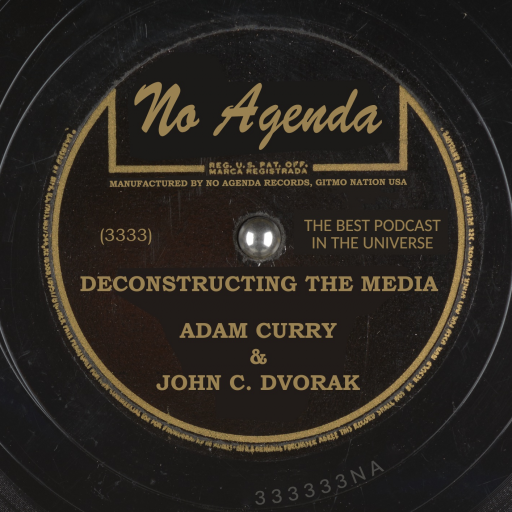 No Agenda
REG. U.S. PAT. OFF.
MARCA REGISTRADA
MANUFACTURED BY NO AGENDA RECORDS, GITMO NATION USA
(3333)
THE BEST PODCAST
IN THE UNIVERSE
DECONSTRUCTING THE MEDIA
ADAM CURRY
&
JOHN C. DVORAK
333333NA